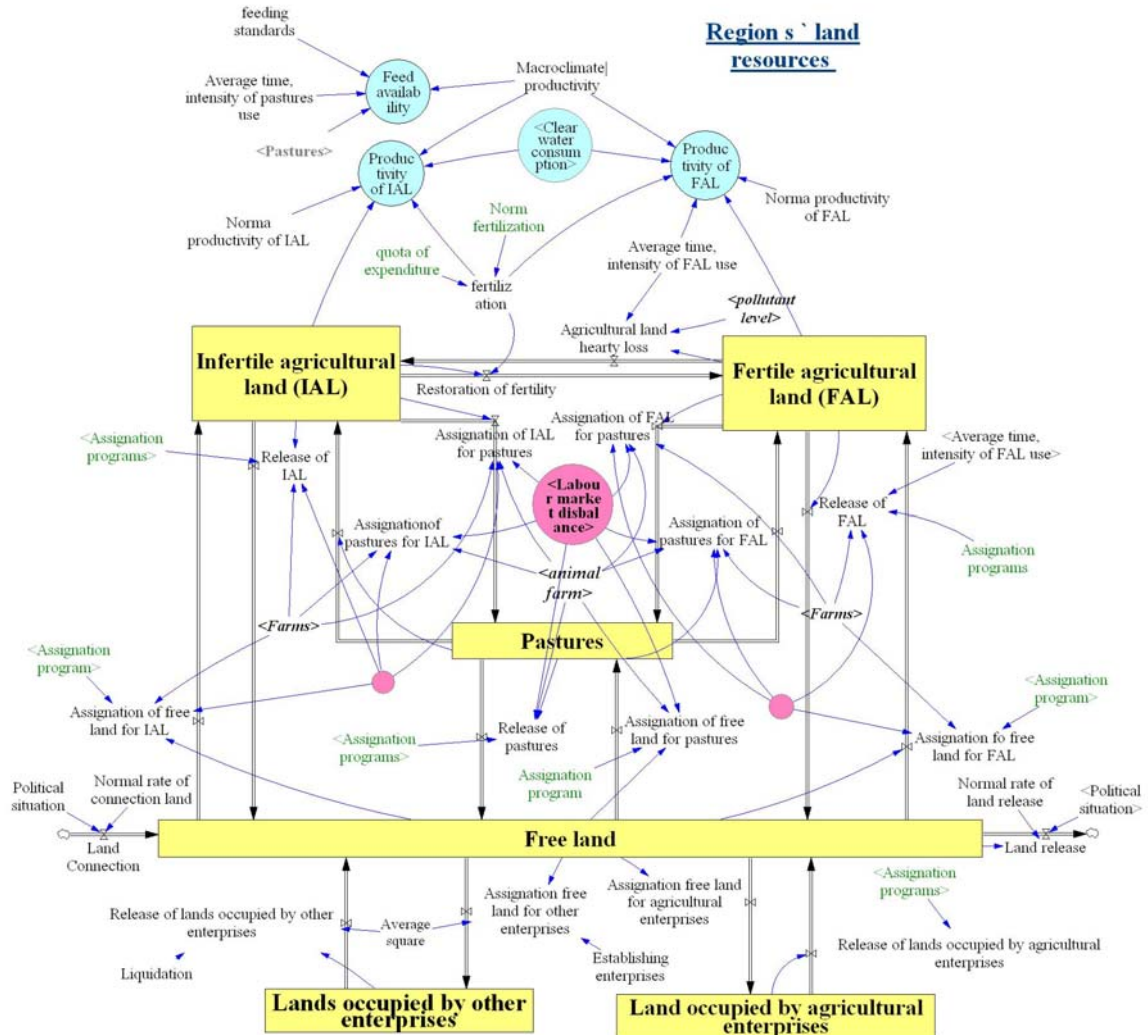 feeding
standards
Region s ` land
resources
Macroclimate|
productivity
Feed
availab
ility
Average time,
intensity of pastures
use
<Pastures>
<Clear
water
consum
ption>
Produc
tivity
of IAL
Produc
tivity of
FAL
Norma
productivity of IAL
Norm
fertilization
Norma productivity
of FAL
quota of
expenditure
Average time,
intensity of FAL use
fertiliz
ation
<pollutant
level>
Agricultural land
hearty loss
Infertile agricultural
land (IAL)
Fertile agricultural
land (FAL)
Restoration of fertility
<Assignation
programs>
Release of
IAL
Assignation of IAL
for pastures
Assignation of FAL
for pastures
<Average time,
intensity of FAL use>
<Labou
r marke
t disbal
ance>
Release of
FAL
Assignationof
pastures for IAL
Assignation of
pastures for FAL
Assignation
programs
<animal
farm>
<Farms>
<Farms>
Pastures
<Assignation
program>
Assignation of free
land for IAL
<Assignation
programs>
Release of
pastures
Assignation of free
land for pastures
Assignation
program
<Assignation
program>
Assignation fo free
land for FAL
Political
situation
Normal rate of
connection land
Normal rate of
land release
<Political
situation>
Land
Connection
Free land
Land release
Release of lands occupied by other
enterprises
Average
square
Assignation free
land for other
enterprises
Assignation free land
for agricultural
enterprises
<Assignation
programs>
Liquidation
Establishing
enterprises
Release of lands occupied by agricultural
enterprises
Lands occupied by other
enterprises
Land occupied by agricultural
enterprises